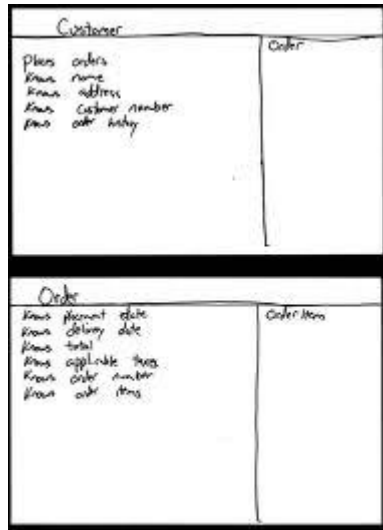 Customer
Places orders
Knows name
Knows address
Knows Customer number
Knows order history
Order
Order
Knows placement date
Knows delivery date
Knows total
Knows applicable taxes
Knows order number
Knows order items
Order Item